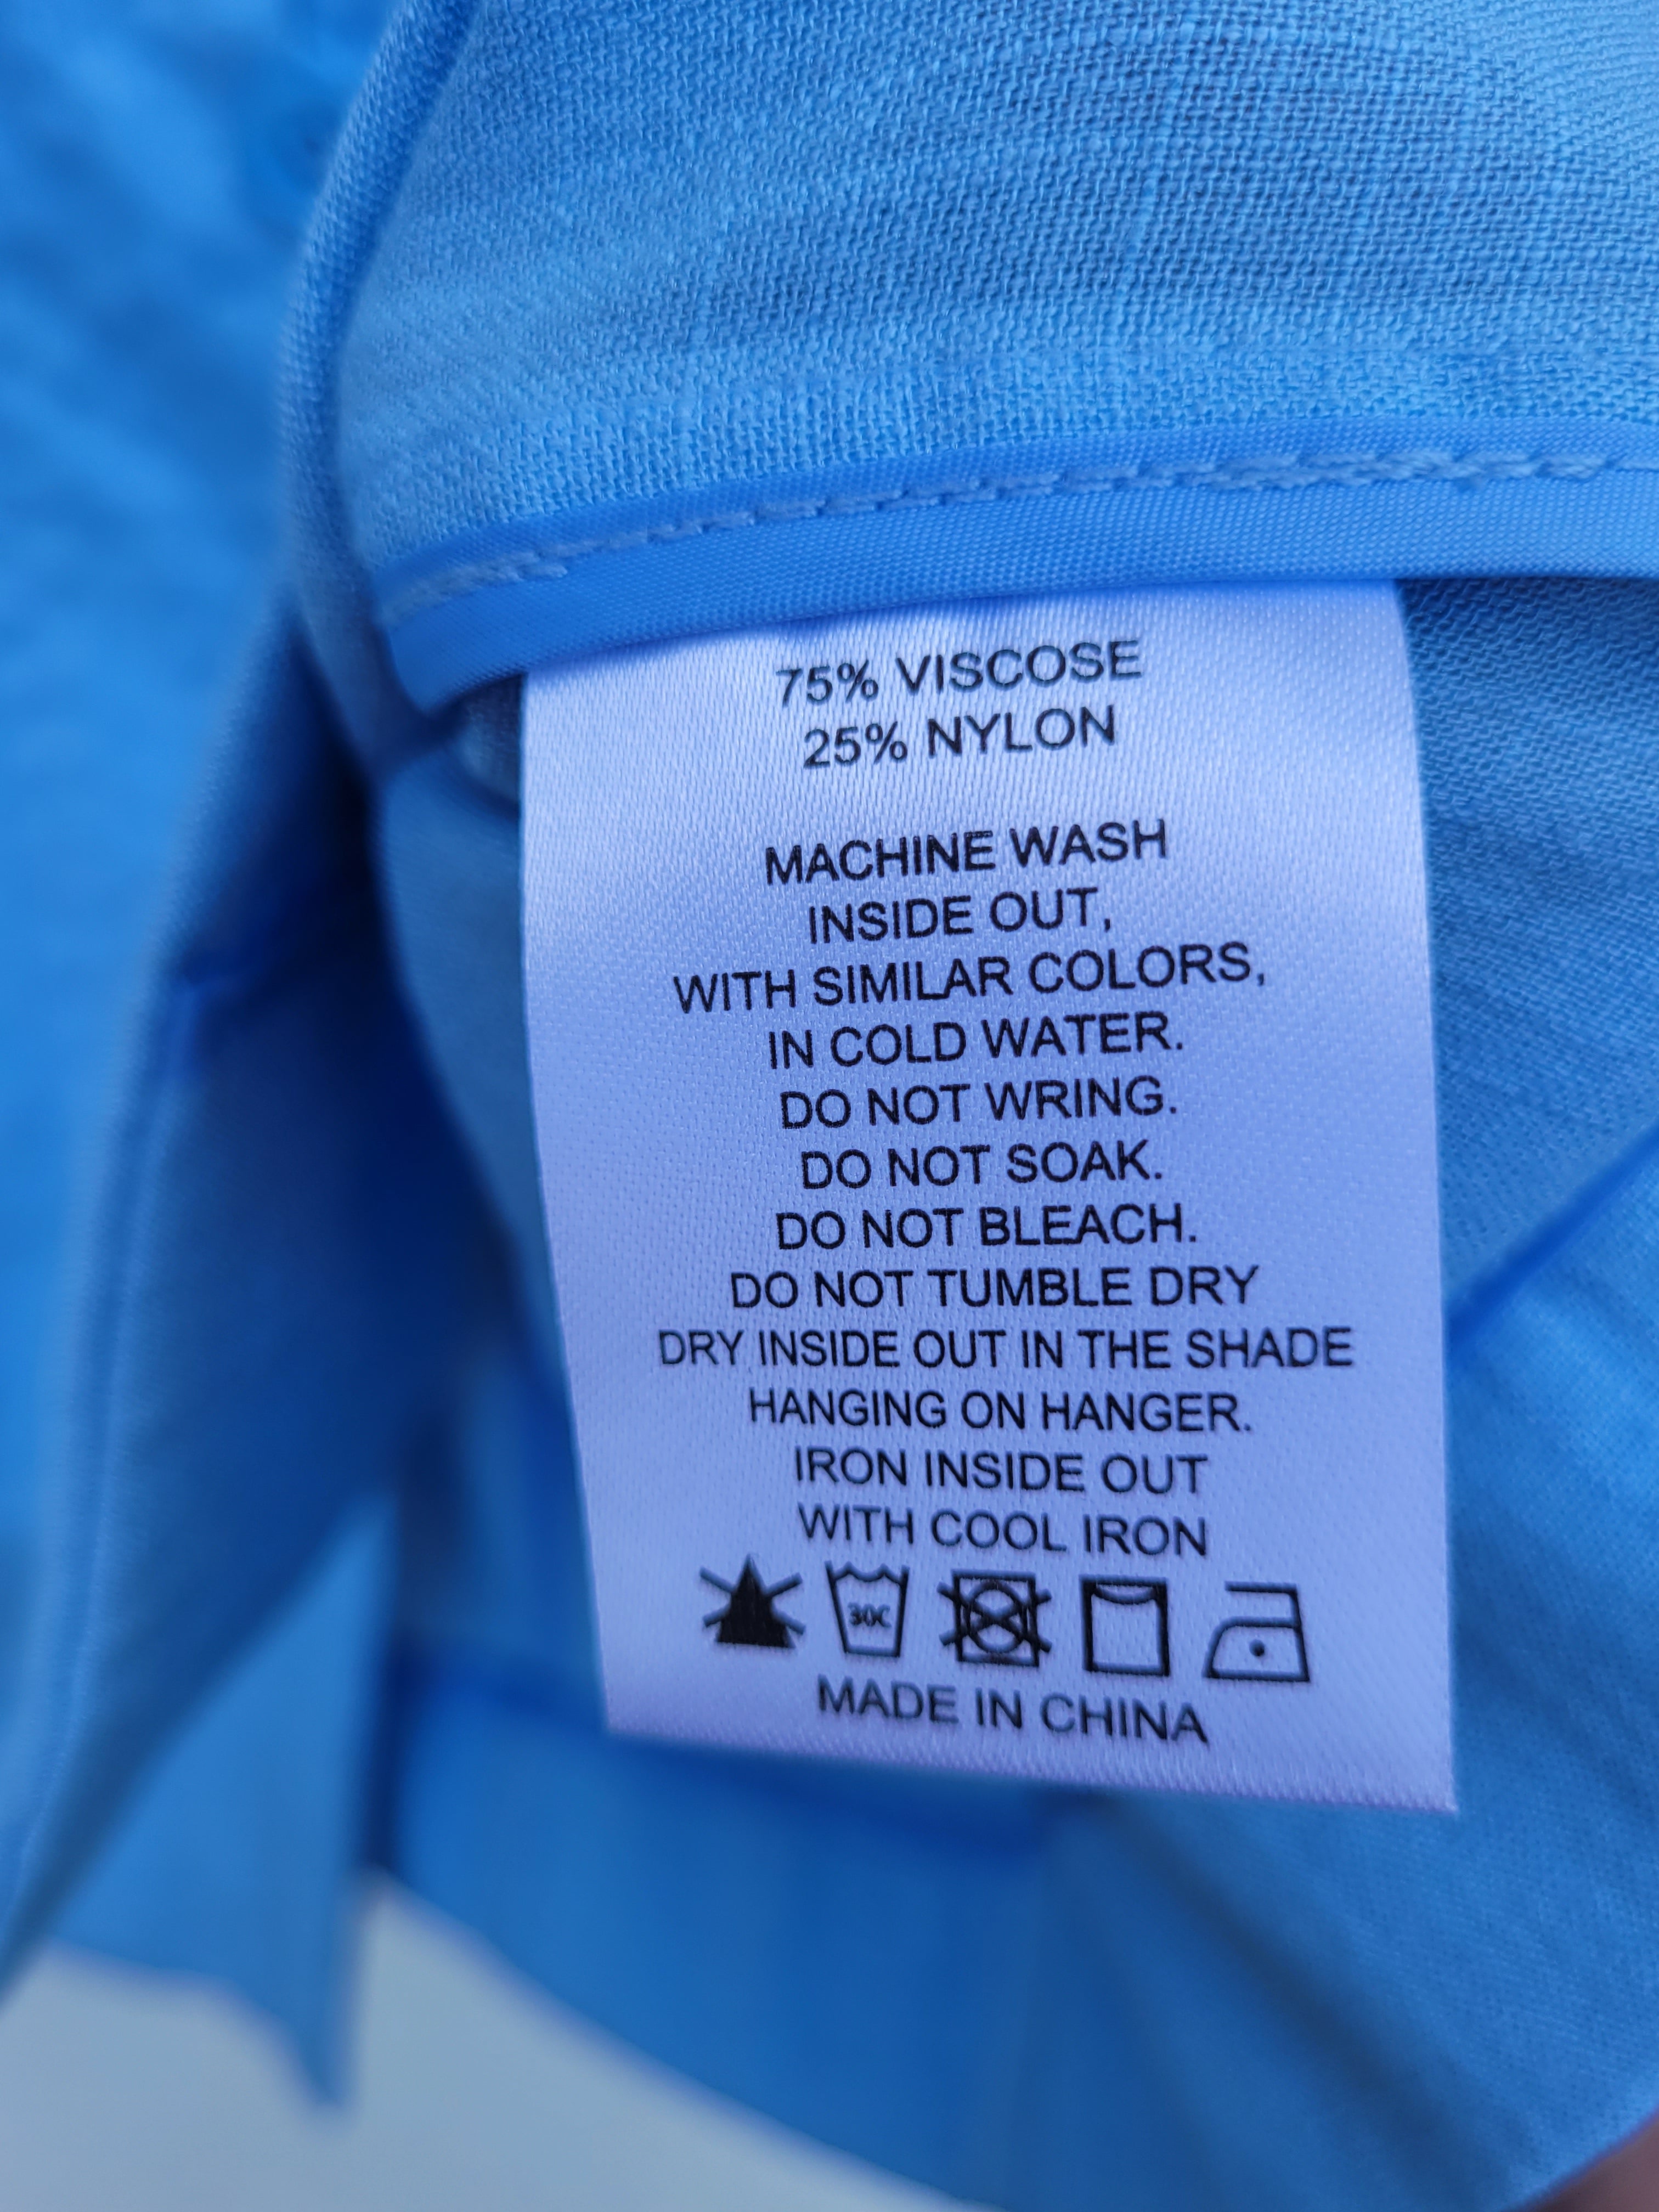 75% VISCOSE
25% NYLON
MACHINE WASH
INSIDE OUT,
WITH SIMILAR COLORS,
IN COLD WATER.
DO NOT WRING.
DO NOT SOAK.
DO NOT BLEACH.
DO NOT TUMBLE DRY
DRY INSIDE OUT IN THE SHADE
HANGING ON HANGER.
IRON INSIDE OUT
WITH COOL IRON
30C
MADE IN CHINA